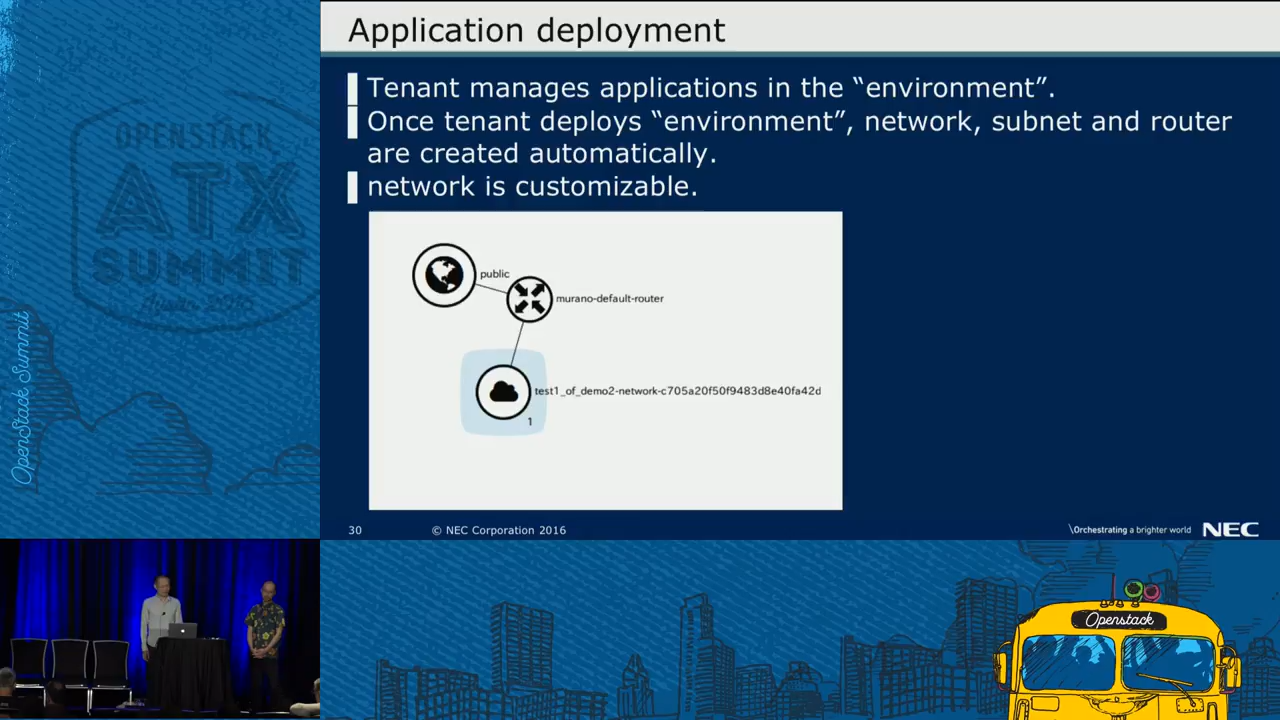 Application deployment
Tenant manages applications in the “environment”.
Once tenant deploys “environment”, network, subnet and router
are created automatically.
network is customizable.
public
murano-default-router
test1_of_demo2-network-c705a20f50f9483d8e40fa42d
1
30
© NEC Corporation 2016
\Orchestrating a brighter world
NEC
OPENSTACK
ATX
SUMMIT
OpenStack Summit
Openstack